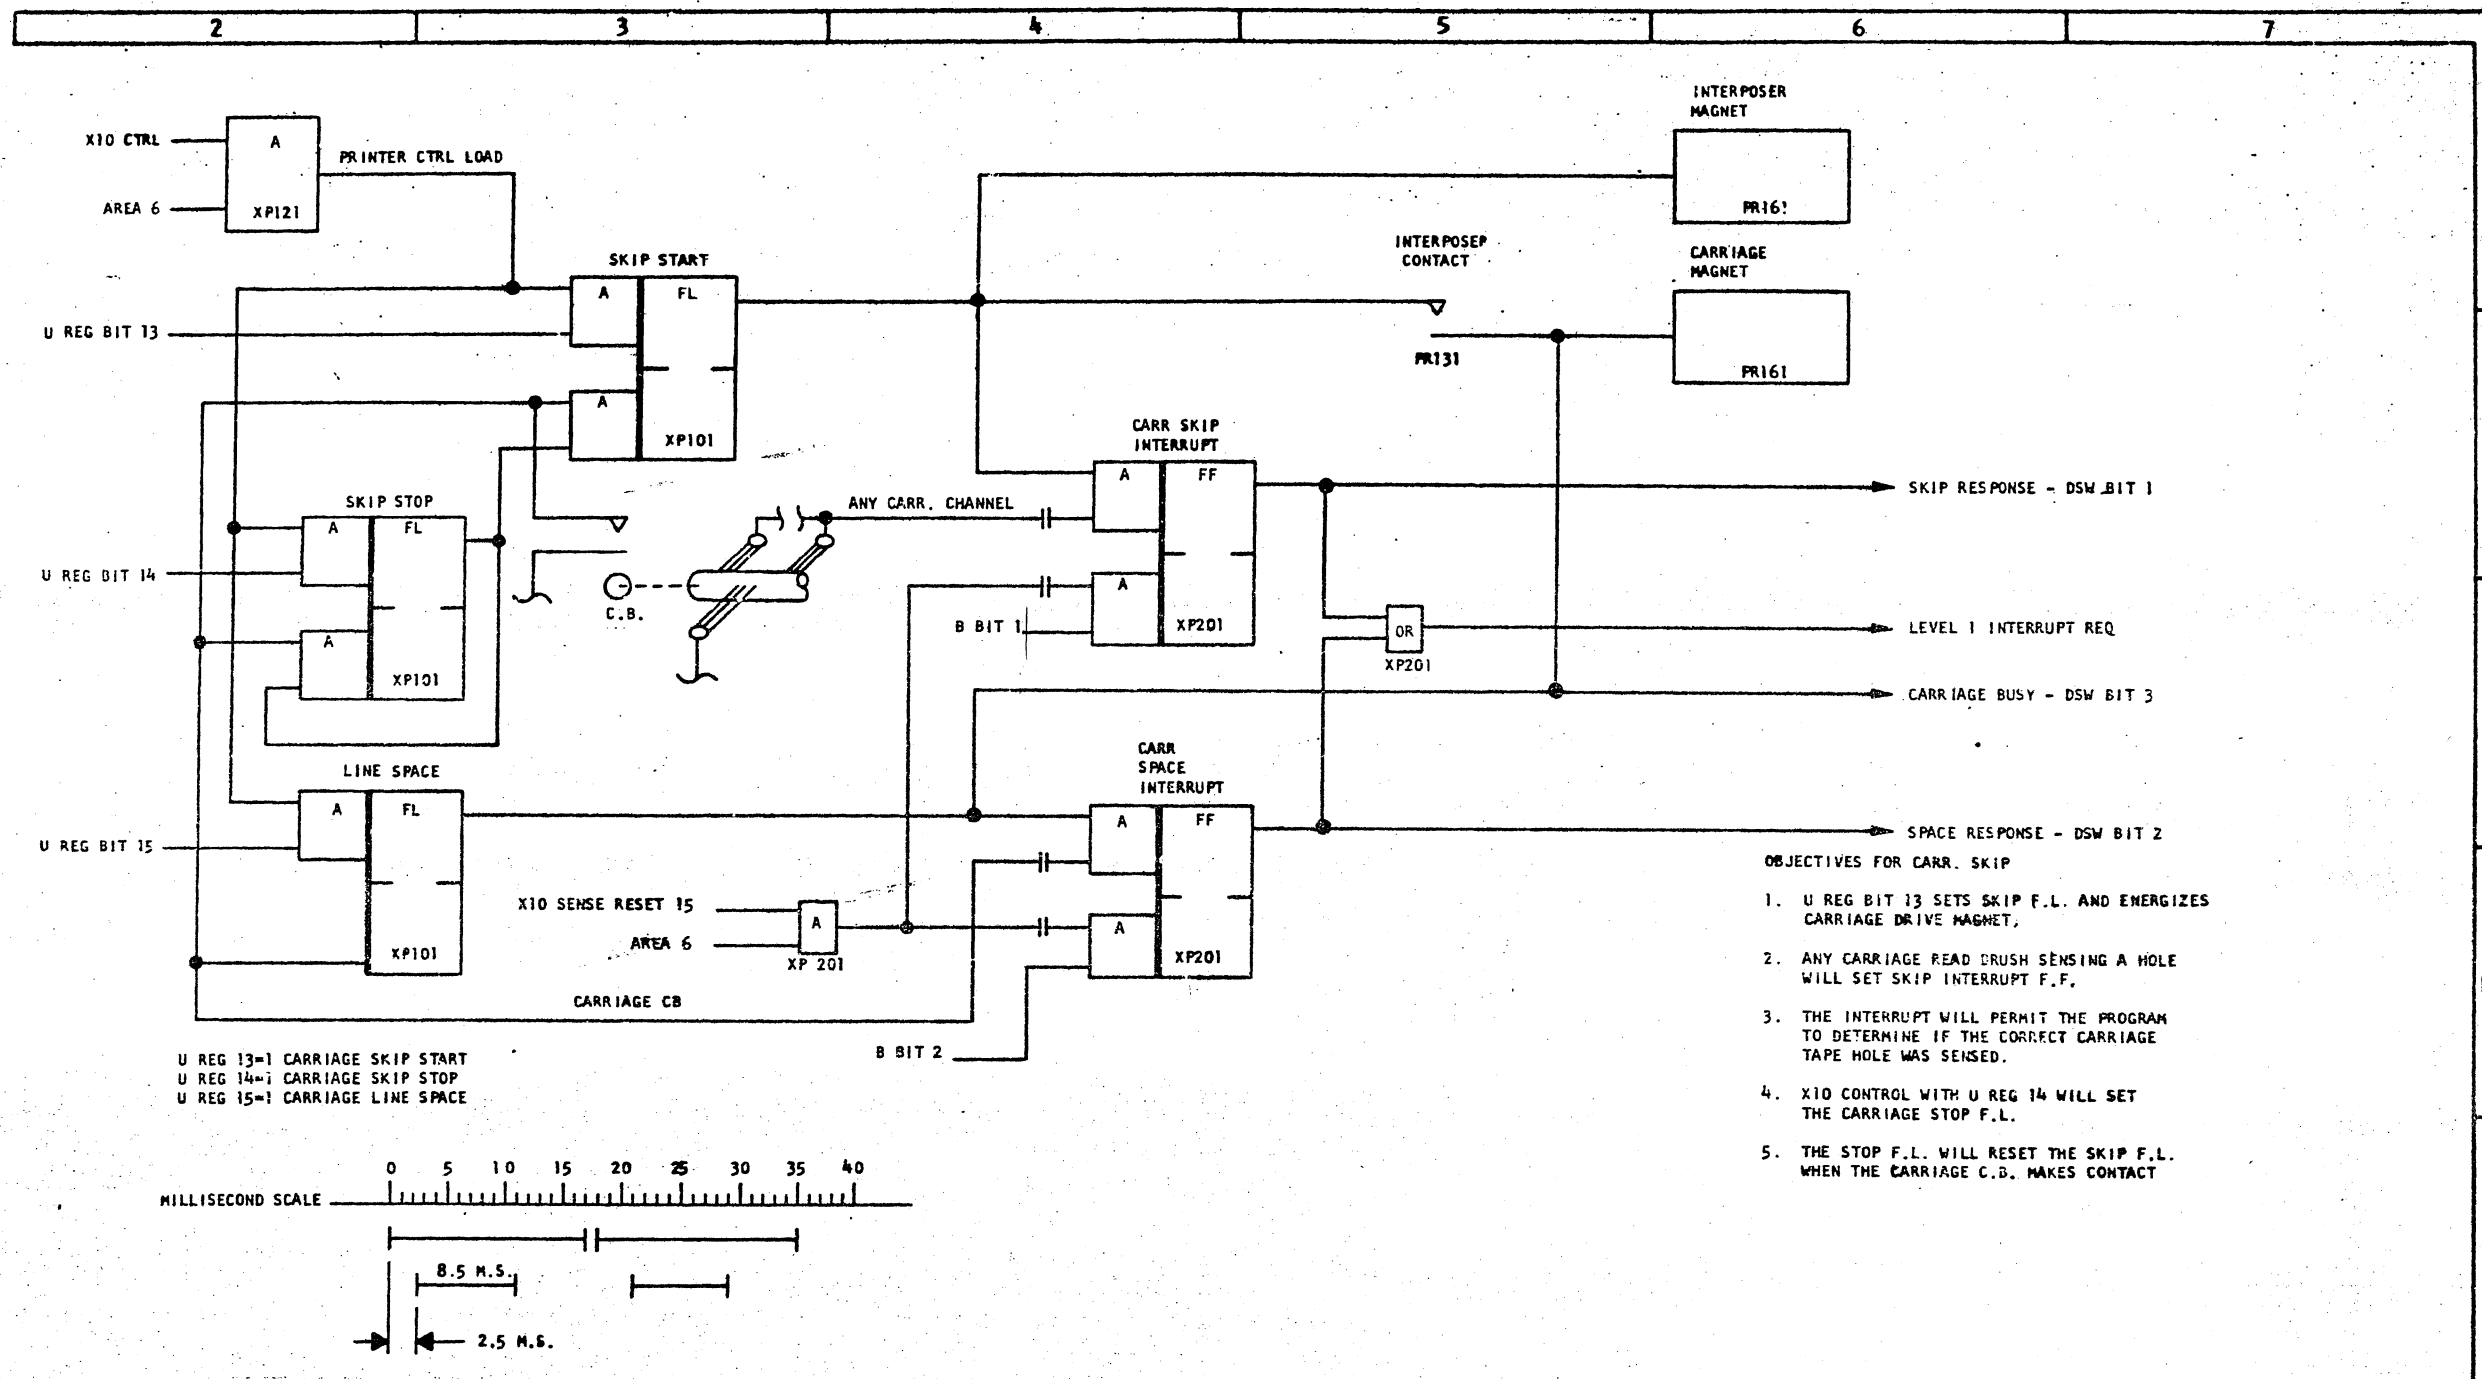 2 3 4 5 6 7
INTERPOSER
MAGNET
X10 CTRL
A
PRINTER CTRL LOAD
AREA 6
XP121
PR161
INTERPOSER
CONTACT
CARRIAGE
MAGNET
SKIP START
A
FL
U REG BIT 13
PR131
PR161
A
XP101
CARR SKIP
INTERRUPT
A
FF
SKIP STOP
ANY CARR. CHANNEL
SKIP RESPONSE - DSW BIT 1
A
FL
U REG BIT 14
A
C.B.
B BIT 1
XP201
OR
LEVEL 1 INTERRUPT REQ
XP201
A
XP101
CARRIAGE BUSY - DSW BIT 3
CARR
SPACE
INTERRUPT
LINE SPACE
A
FL
A
FF
U REG BIT 15
SPACE RESPONSE - DSW BIT 2
OBJECTIVES FOR CARR. SKIP
1. U REG BIT 13 SETS SKIP F.L. AND ENERGIZES
CARRIAGE DRIVE MAGNET.
2. ANY CARRIAGE READ BRUSH SENSING A HOLE
WILL SET SKIP INTERRUPT F.F.
3. THE INTERRUPT WILL PERMIT THE PROGRAM
TO DETERMINE IF THE CORRECT CARRIAGE
TAPE HOLE WAS SENSED.
4. X10 CONTROL WITH U REG 14 WILL SET
THE CARRIAGE STOP F.L.
5. THE STOP F.L. WILL RESET THE SKIP F.L.
WHEN THE CARRIAGE C.B. MAKES CONTACT
X10 SENSE RESET 15
A
AREA 6
XP 201
A
XP201
XP101
CARRIAGE CB
B BIT 2
U REG 13=1 CARRIAGE SKIP START
U REG 14=1 CARRIAGE SKIP STOP
U REG 15=1 CARRIAGE LINE SPACE
0 5 10 15 20 25 30 35 40
MILLISECOND SCALE
8.5 M.S.
2.5 M.S.